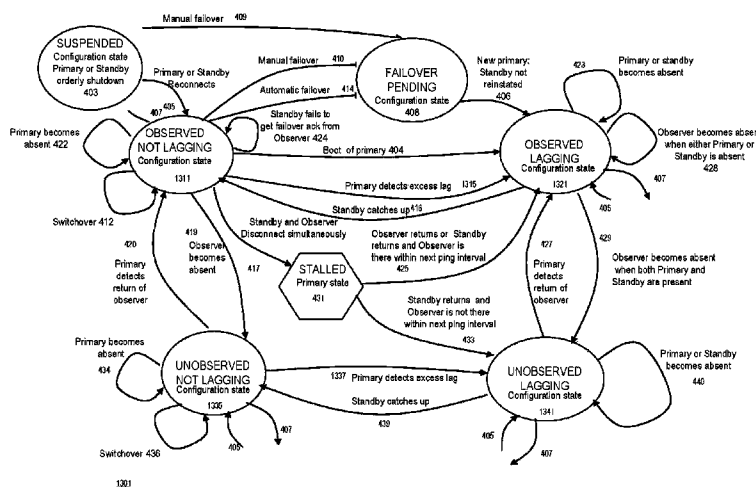 Manual failover 409
SUSPENDED
Configuration state
Primary or Standby
orderly shutdown
403
Primary or Standby
Reconnects
407 405
Manual failover 410
Automatic failover 414
FAILOVER
PENDING
Configuration state
408
New primary;
Standby not
reinstated
406
423
Primary or standby
becomes absent
Primary becomes
absent 422
OBSERVED
NOT LAGGING
Configuration state
1311
Standby fails to
get failover ack from
Observer 424
Boot of primary 404
OBSERVED
LAGGING
Configuration state
1321
Observer becomes absent
when either Primary or
Standby is absent
428
407
405
Switchover 412
Primary detects excess lag 1315
Standby catches up 416
420
Primary
detects
return of
observer
419
Observer
becomes
absent
417
Standby and Observer
Disconnect simultaneously
STALLED
Primary state
431
Observer returns or Standby
returns and Observer is
there within next ping interval
425
427
Primary
detects
return of
observer
429
Observer becomes absent
when both Primary and
Standby are present
Standby returns and
Observer is not there
within next ping interval
433
Primary becomes
absent
434
UNOBSERVED
NOT LAGGING
Configuration state
1335
1337 Primary detects excess lag
Standby catches up
439
UNOBSERVED
LAGGING
Configuration state
1341
Primary or Standby
becomes absent
440
Switchover 436
405
407
405
407
1301